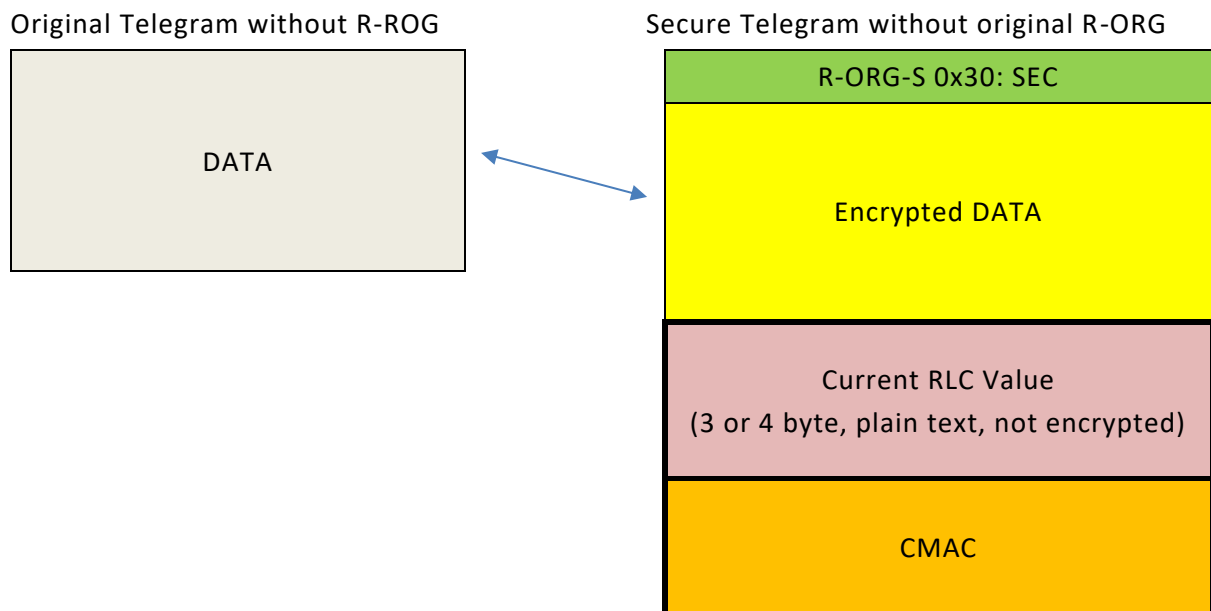 Original Telegram without R-ROG
Secure Telegram without original R-ORG
DATA
R-ORG-S 0x30: SEC
Encrypted DATA
Current RLC Value
(3 or 4 byte, plain text, not encrypted)
CMAC